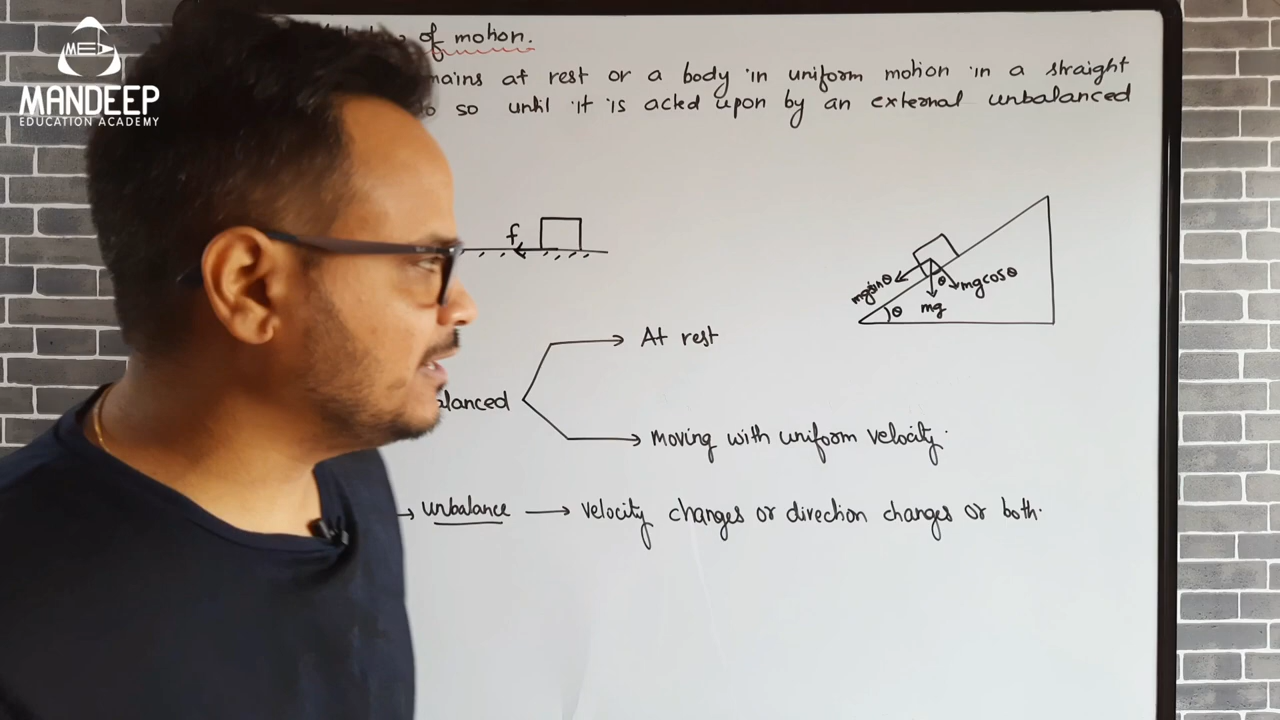 MEA
MANDEEP
EDUCATION ACADEMY
of motion.
mains at rest or a body in uniform motion in a straight
so until it is acted upon by an external unbalanced
f
mgsinθ
θ
mgcosθ
θ
mg
At rest
alanced
moving with uniform velocity.
unbalance → velocity changes or direction changes or both.